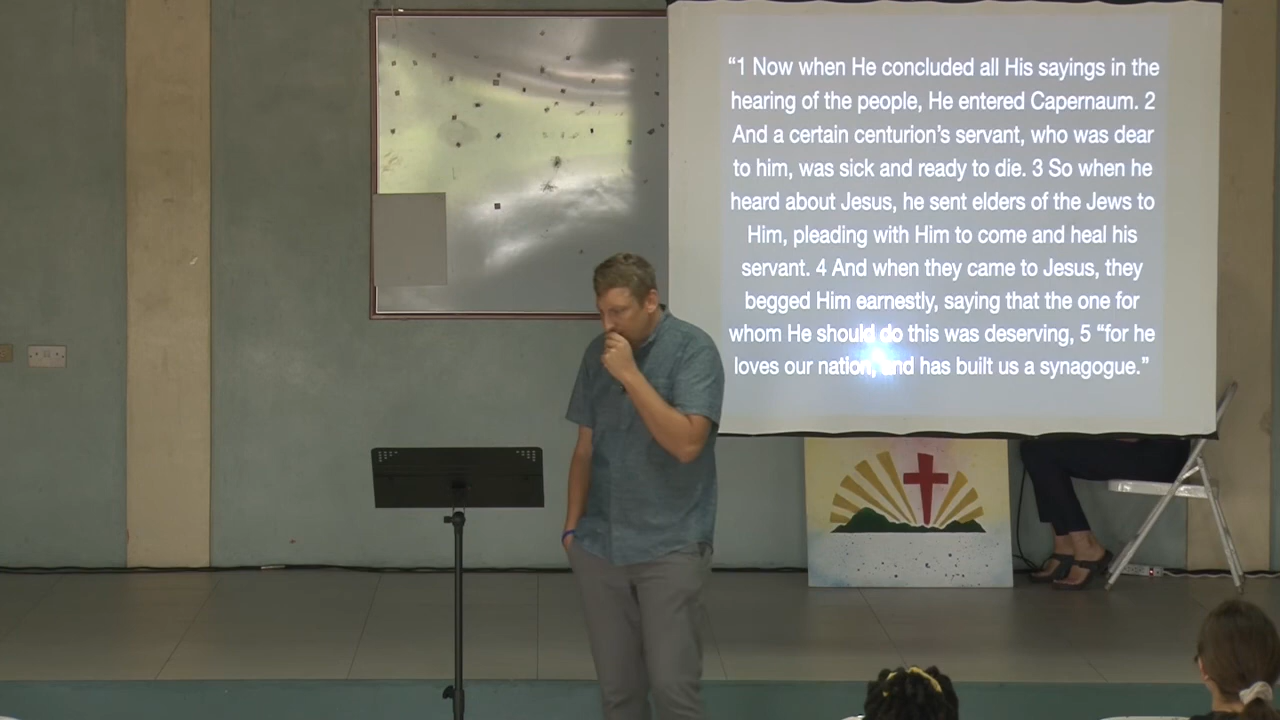 “1 Now when He concluded all His sayings in the
hearing of the people, He entered Capernaum. 2
And a certain centurion’s servant, who was dear
to him, was sick and ready to die. 3 So when he
heard about Jesus, he sent elders of the Jews to
Him, pleading with Him to come and heal his
servant. 4 And when they came to Jesus, they
begged Him earnestly, saying that the one for
whom He should do this was deserving, 5 “for he
loves our nation, and has built us a synagogue.”